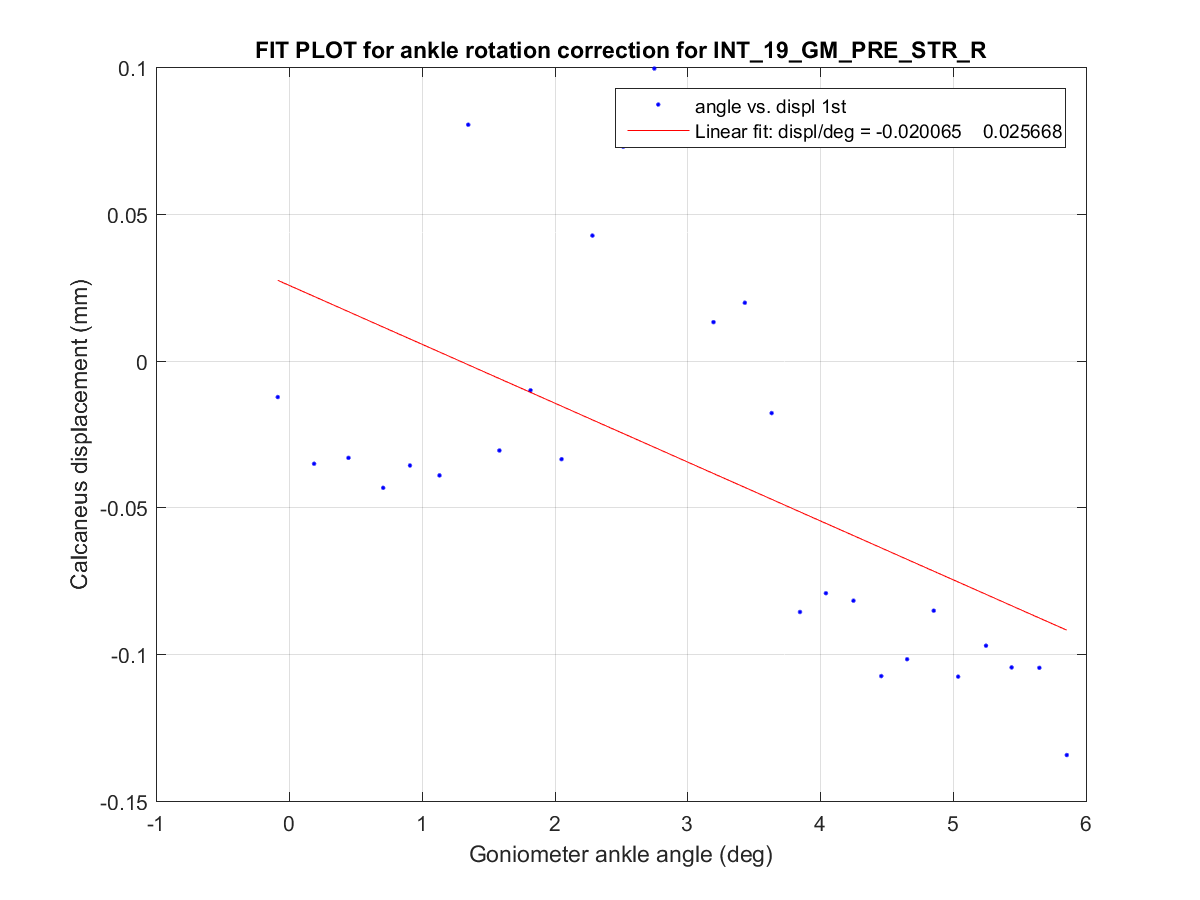 FIT PLOT for ankle rotation correction for INT_19_GM_PRE_STR_R
0.1
angle vs. displ 1st
Linear fit: displ/deg = -0.020065 0.025668
0.05
0
-0.05
-0.1
-0.15
Calcaneus displacement (mm)
-1 0 1 2 3 4 5 6
Goniometer ankle angle (deg)